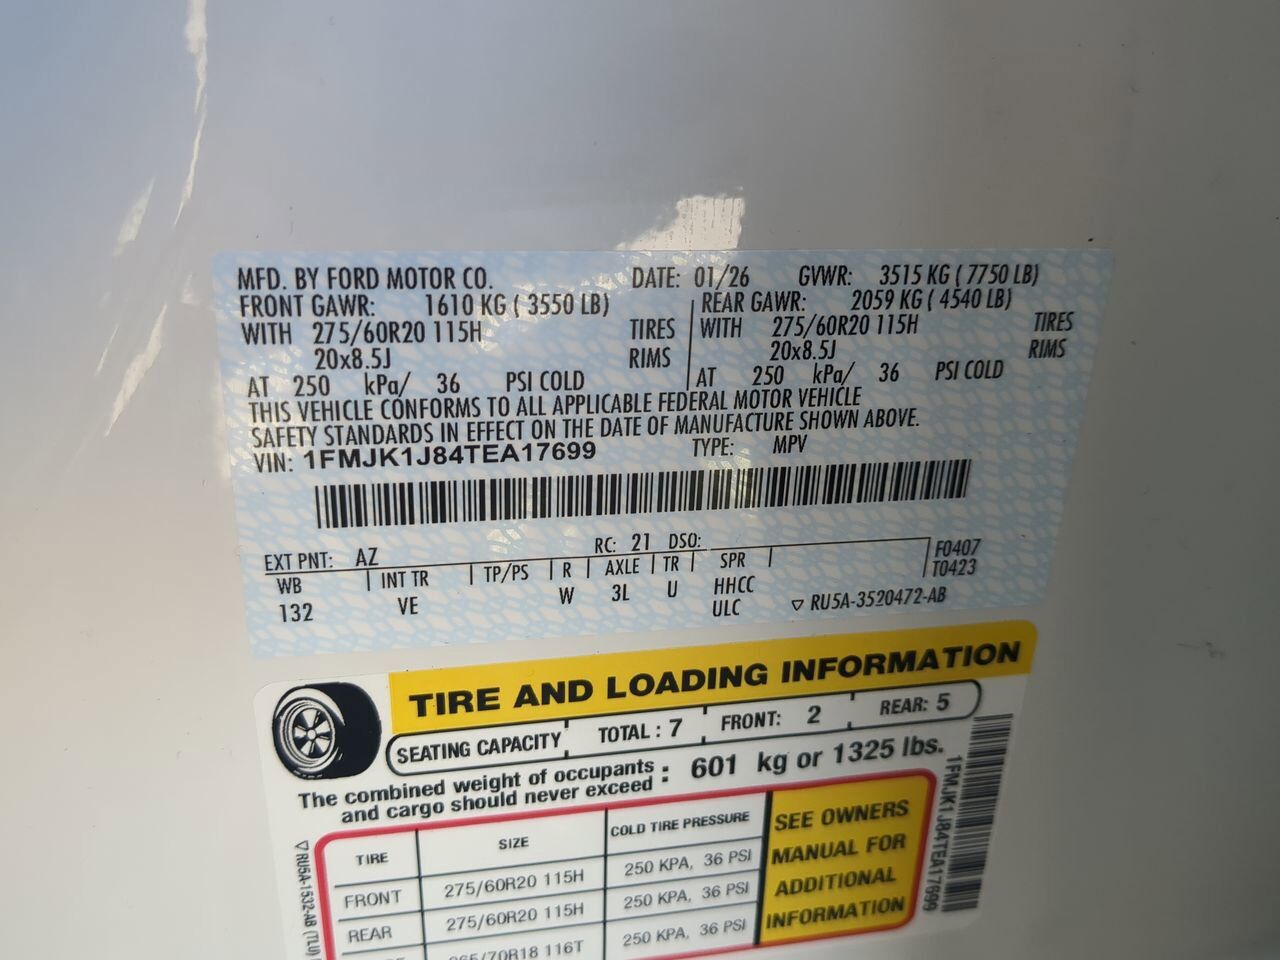 MFD. BY FORD MOTOR CO. DATE: 01/26 GVWR: 3515 KG ( 7750 LB)
FRONT GAWR: 1610 KG ( 3550 LB) REAR GAWR: 2059 KG ( 4540 LB)
WITH 275/60R20 115H TIRES WITH 275/60R20 115H TIRES
20x8.5J RIMS 20x8.5J RIMS
AT 250 kPa/ 36 PSI COLD AT 250 kPa/ 36 PSI COLD
THIS VEHICLE CONFORMS TO ALL APPLICABLE FEDERAL MOTOR VEHICLE
SAFETY STANDARDS IN EFFECT ON THE DATE OF MANUFACTURE SHOWN ABOVE.
VIN: 1FMJK1J84TEA17699 TYPE: MPV
EXT PNT: AZ RC: 21 DSO:
WB INT TR TP/PS R AXLE TR SPR F0407
132 VE W 3L U HHCC T0423
ULC ▽ RU5A-3520472-AB
TIRE AND LOADING INFORMATION
SEATING CAPACITY TOTAL : 7 FRONT: 2 REAR: 5
The combined weight of occupants and cargo should never exceed : 601 kg or 1325 lbs.
TIRE SIZE COLD TIRE PRESSURE
FRONT 275/60R20 115H 250 KPA, 36 PSI
REAR 275/60R20 115H 250 KPA, 36 PSI
265/70R18 116T 250 KPA, 36 PSI
SEE OWNERS
MANUAL FOR
ADDITIONAL
INFORMATION
1FMJK1J84TEA17699
▽ RU5A-1532-AB (TLU)